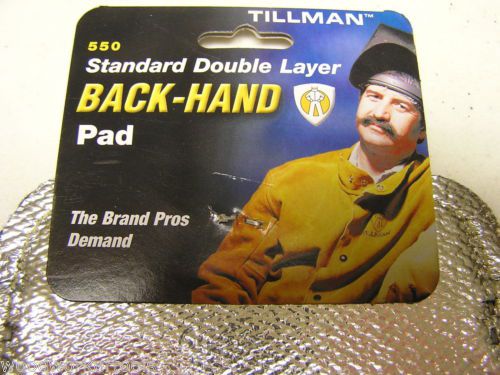 TILLMAN™
550
Standard Double Layer
BACK-HAND
Pad
The Brand Pros
Demand